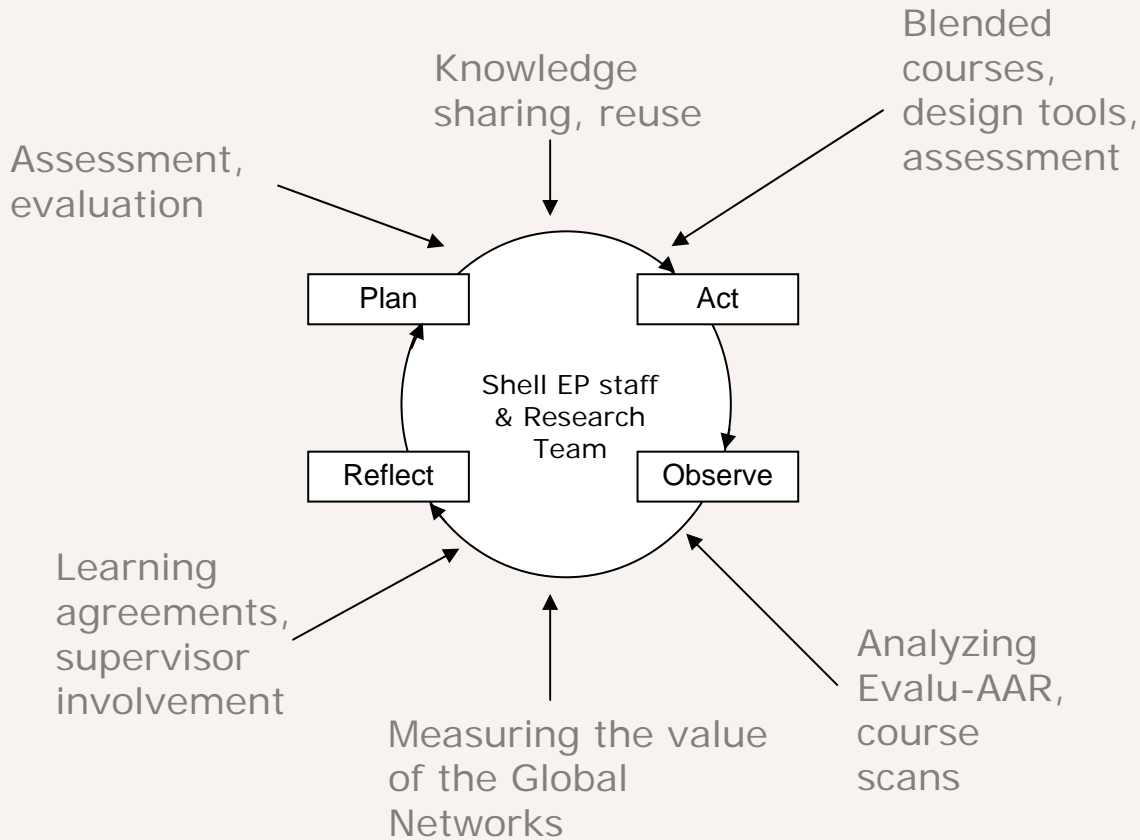 Blended
courses,
design tools,
assessment
Knowledge
sharing, reuse
Assessment,
evaluation
Plan
Act
Shell EP staff
& Research
Team
Reflect
Observe
Learning
agreements,
supervisor
involvement
Analyzing
Evalu-AAR,
course
scans
Measuring the value
of the Global
Networks